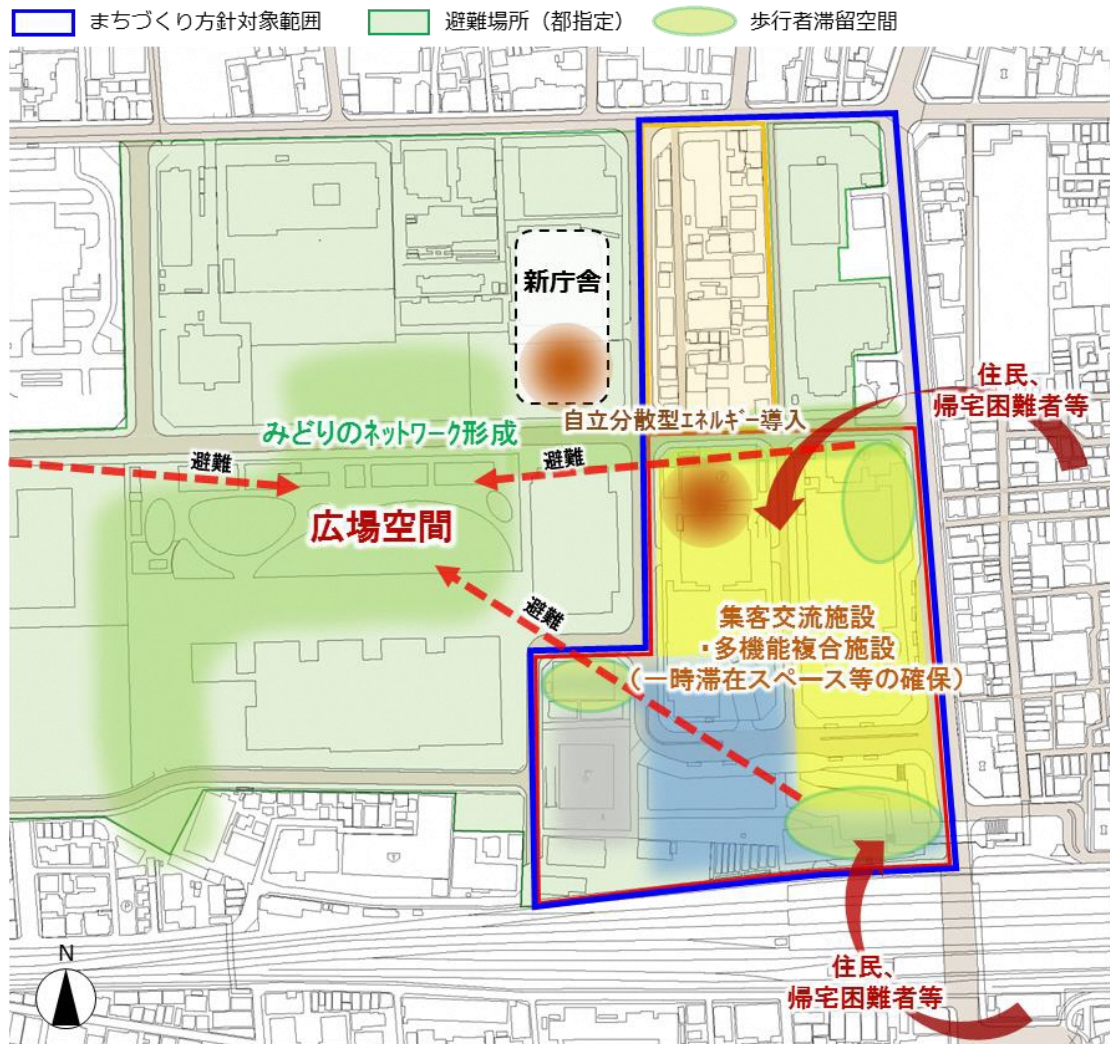 まちづくり方針対象範囲
避難場所（都指定）
歩行者滞留空間
新庁舎
住民、
帰宅困難者等
自立分散型エネルギー導入
みどりのネットワーク形成
避難
避難
広場空間
避難
集客交流施設
・多機能複合施設
（一時滞在スペース等の確保）
N
住民、
帰宅困難者等